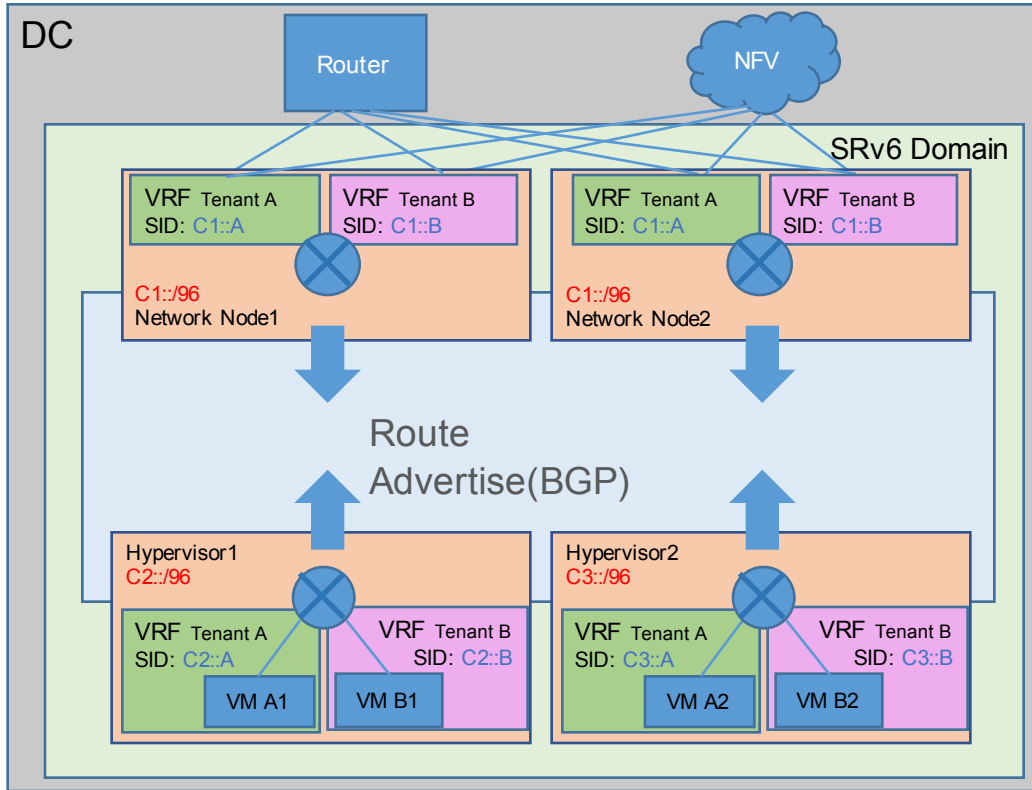 DC
Router
NFV
SRv6 Domain
VRF Tenant A
SID: C1::A
VRF Tenant B
SID: C1::B
C1::/96
Network Node1
VRF Tenant A
SID: C1::A
VRF Tenant B
SID: C1::B
C1::/96
Network Node2
Route
Advertise(BGP)
Hypervisor1
C2::/96
VRF Tenant A
SID: C2::A
VRF Tenant B
SID: C2::B
VM A1
VM B1
Hypervisor2
C3::/96
VRF Tenant A
SID: C3::A
VRF Tenant B
SID: C3::B
VM A2
VM B2